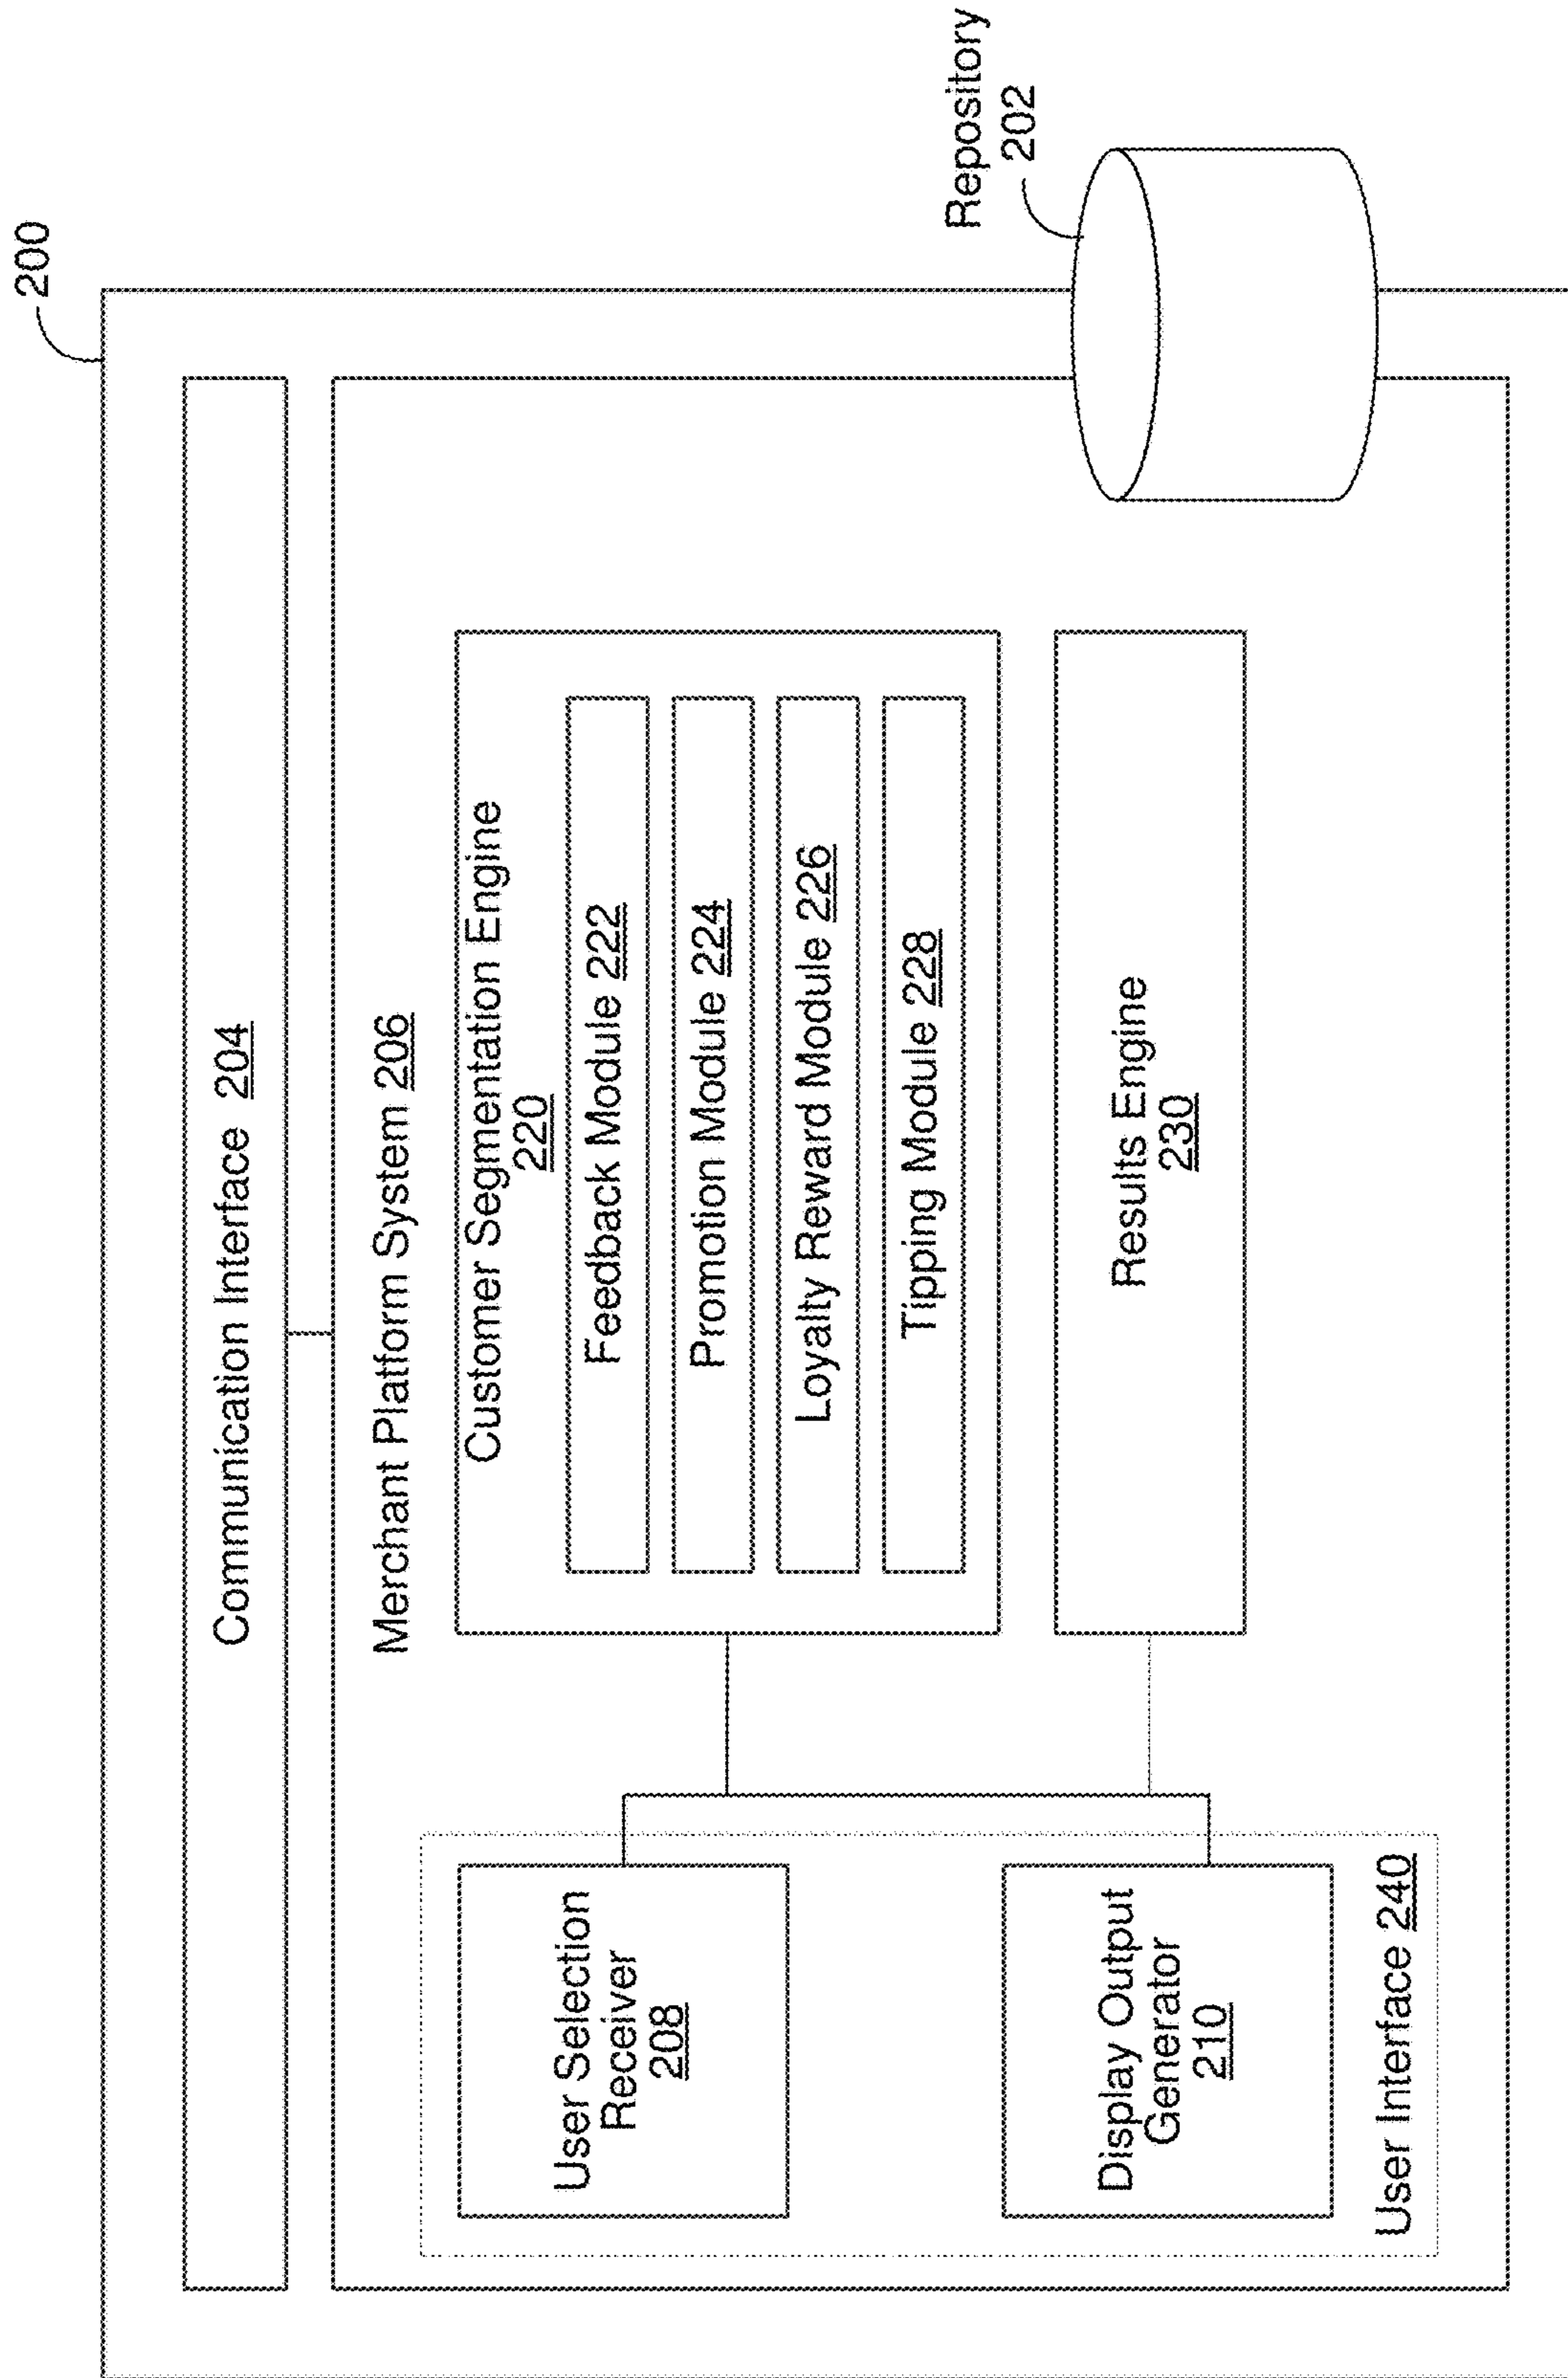 200
Communication Interface 204
Merchant Platform System 206
Customer Segmentation Engine
220
Feedback Module 222
Promotion Module 224
Loyalty Reward Module 226
Tipping Module 228
Results Engine
230
User Selection
Receiver
208
Display Output
Generator
210
User Interface 240
Repository
202